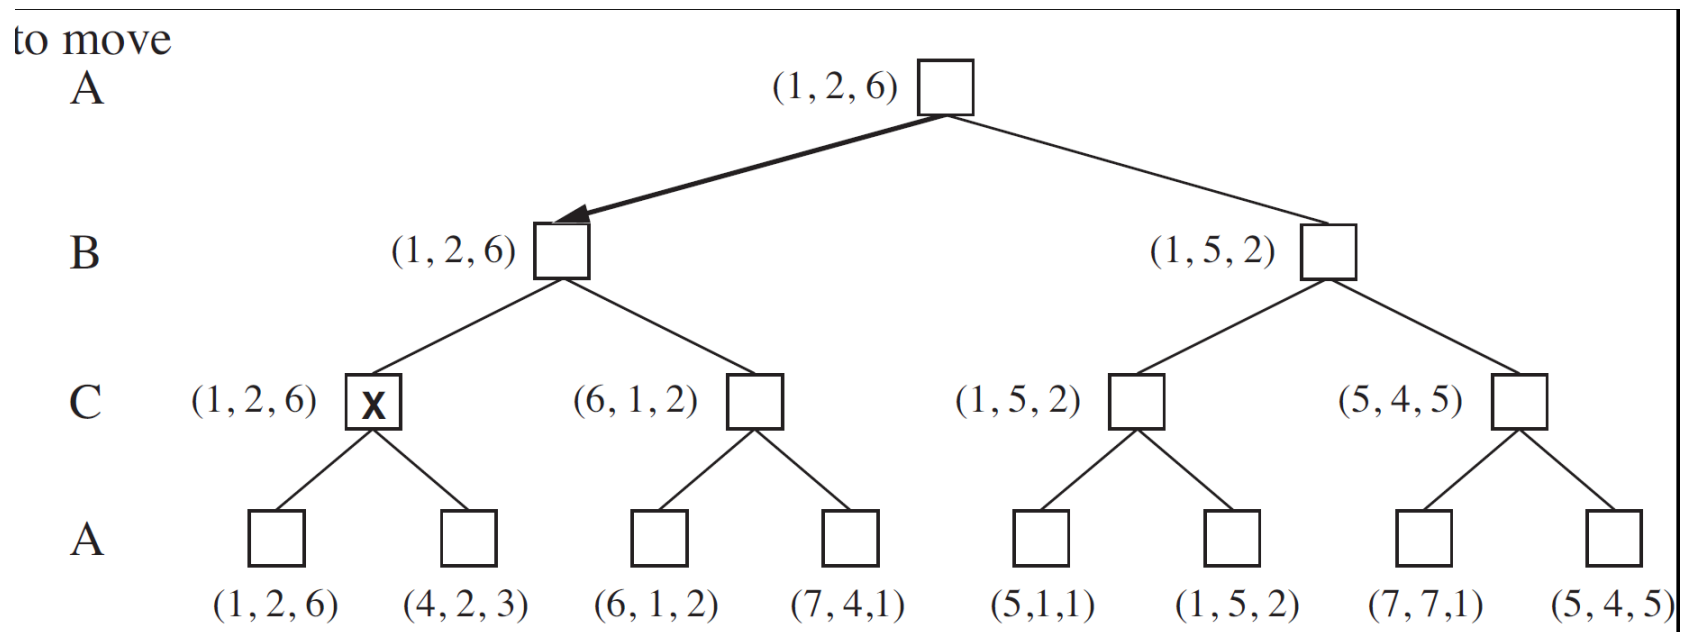 to move
A (1, 2, 6)
B (1, 2, 6) (1, 5, 2)
C (1, 2, 6) X (6, 1, 2) (1, 5, 2) (5, 4, 5)
A
(1, 2, 6) (4, 2, 3) (6, 1, 2) (7, 4,1) (5,1,1) (1, 5, 2) (7, 7,1) (5, 4, 5)